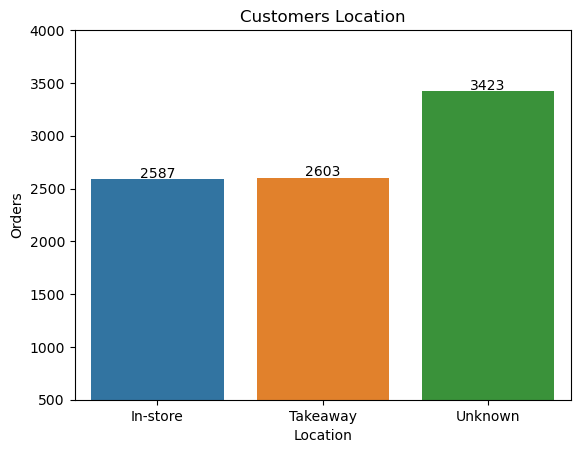 Customers Location
4000
3500
3000
2500
2000
1500
1000
500
Orders
2587
2603
3423
In-store
Takeaway
Unknown
Location